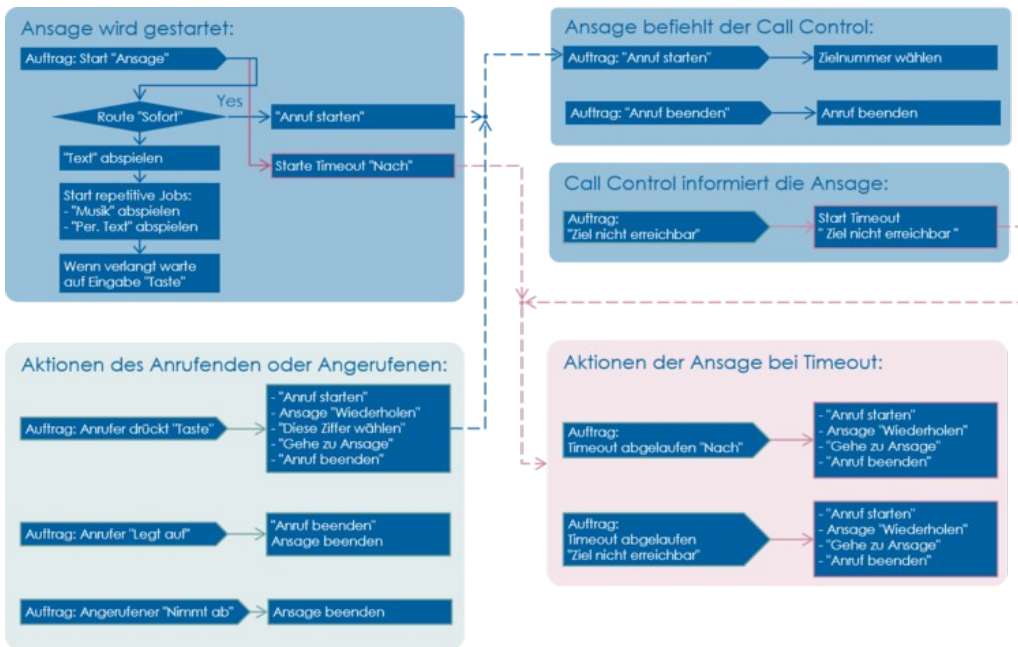 Ansage wird gestartet:
Auftrag: Start "Ansage"
Route "Sofort"
Yes
"Anruf starten"
"Text" abspielen
Starte Timeout "Nach"
Start repetitive Jobs:
- "Musik" abspielen
- "Per. Text" abspielen
Wenn verlangt warte
auf Eingabe "Taste"
Ansage befiehlt der Call Control:
Auftrag: "Anruf starten"
Zielnummer wählen
Auftrag: "Anruf beenden"
Anruf beenden
Call Control informiert die Ansage:
Auftrag:
"Ziel nicht erreichbar"
Start Timeout
" Ziel nicht erreichbar "
Aktionen des Anrufenden oder Angerufenen:
Auftrag: Anrufer drückt "Taste"
- "Anruf starten"
- Ansage "Wiederholen"
- "Diese Ziffer wählen"
- "Gehe zu Ansage"
- "Anruf beenden"
Auftrag: Anrufer "Legt auf"
"Anruf beenden"
Ansage beenden
Auftrag: Angerufener "Nimmt ab"
Ansage beenden
Aktionen der Ansage bei Timeout:
Auftrag:
Timeout abgelaufen "Nach"
- "Anruf starten"
- Ansage "Wiederholen"
- "Gehe zu Ansage"
- "Anruf beenden"
Auftrag:
Timeout abgelaufen
"Ziel nicht erreichbar"
- "Anruf starten"
- Ansage "Wiederholen"
- "Gehe zu Ansage"
- "Anruf beenden"